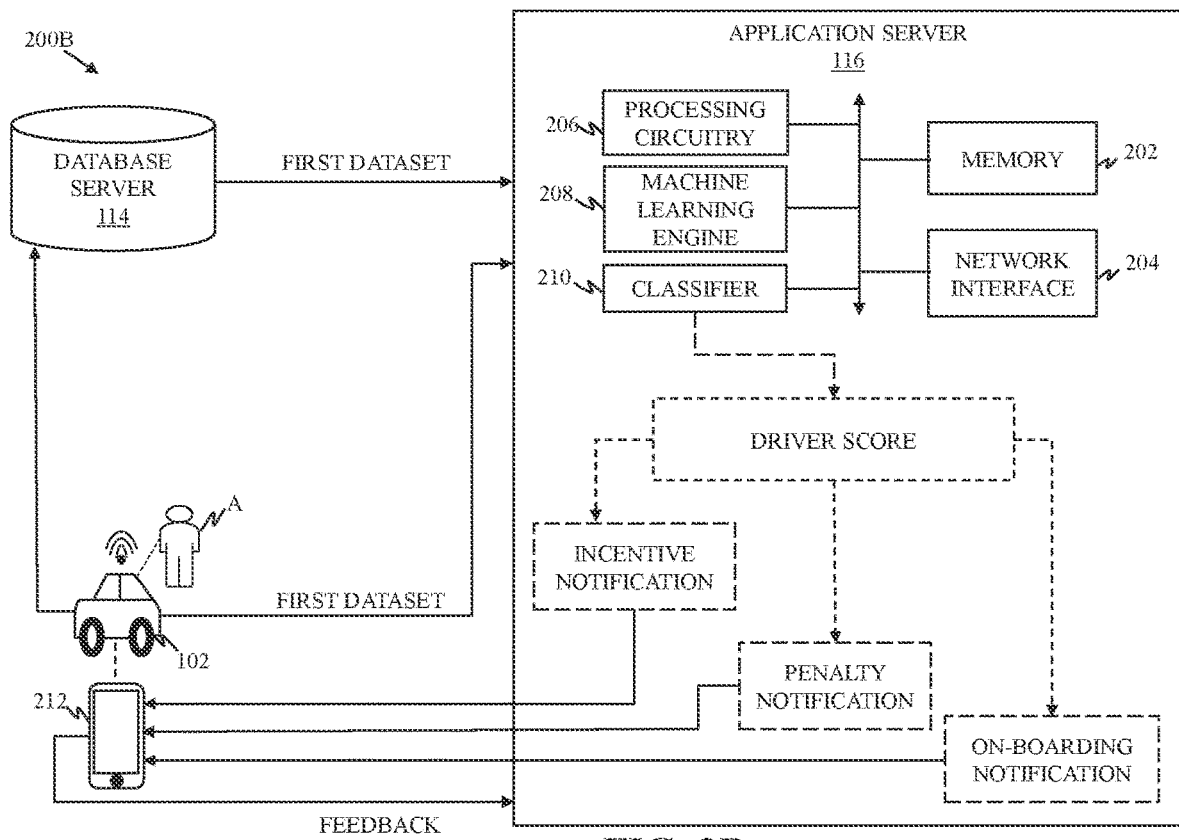 200B
APPLICATION SERVER
116
DATABASE
SERVER
114
FIRST DATASET
206
PROCESSING
CIRCUITRY
208
MACHINE
LEARNING
ENGINE
210
CLASSIFIER
MEMORY
202
NETWORK
INTERFACE
204
DRIVER SCORE
A
INCENTIVE
NOTIFICATION
FIRST DATASET
102
PENALTY
NOTIFICATION
212
ON-BOARDING
NOTIFICATION
FEEDBACK